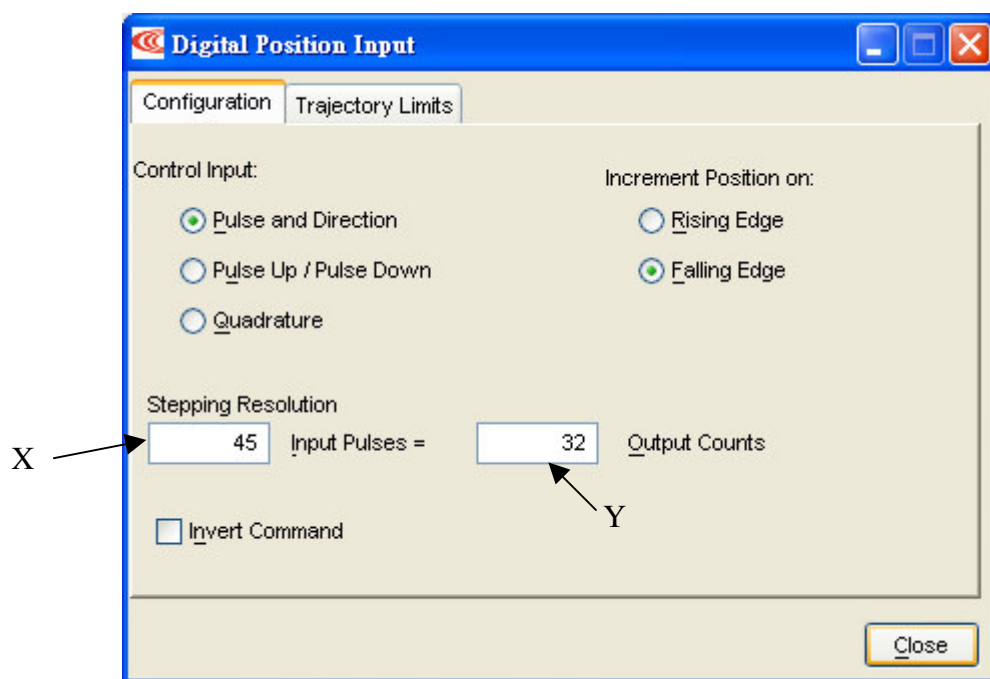 Digital Position Input
Configuration Trajectory Limits
Control Input:
Increment Position on:
Pulse and Direction
Rising Edge
Pulse Up / Pulse Down
Falling Edge
Quadrature
Stepping Resolution
X 45 Input Pulses = 32 Output Counts
Y
Invert Command
Close